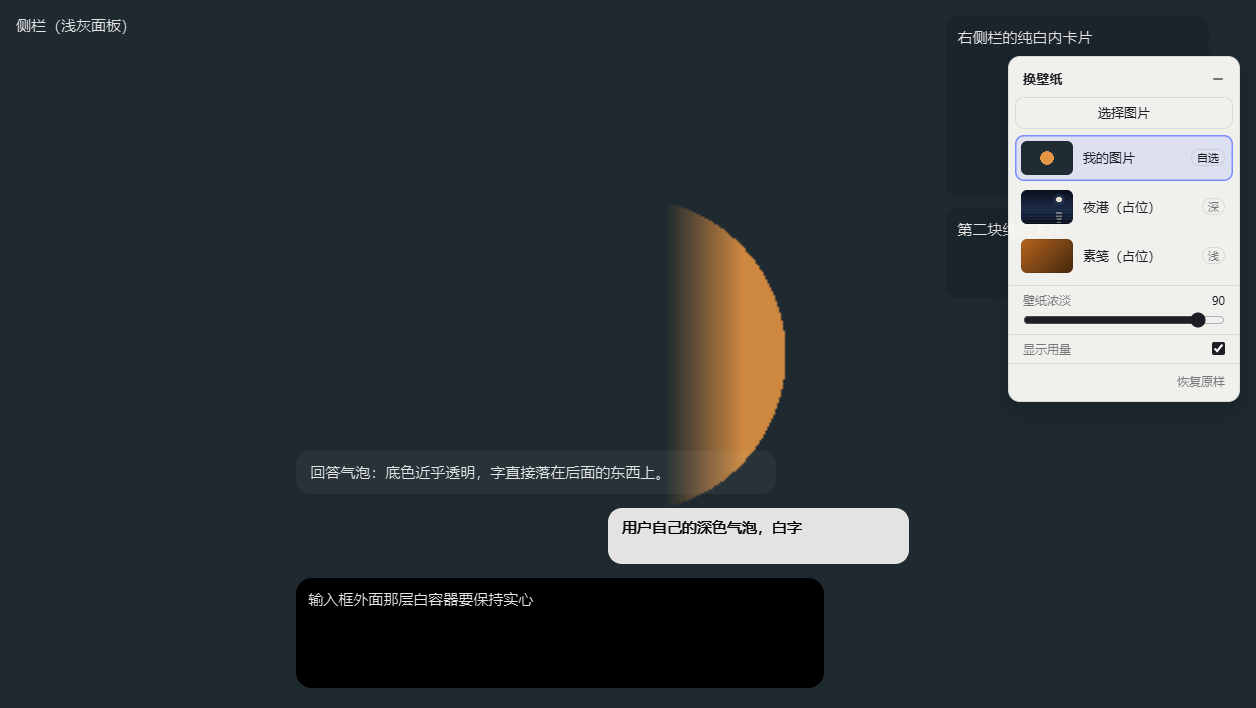 侧栏（浅灰面板）
右侧栏的纯白内卡片
换壁纸
选择图片
我的图片
自选
夜港（占位）
深
第二块纯白卡片
素笺（占位）
浅
壁纸浓淡
90
显示用量
恢复原样
回答气泡：底色近乎透明，字直接落在后面的东西上。
用户自己的深色气泡，白字
输入框外面那层白容器要保持实心